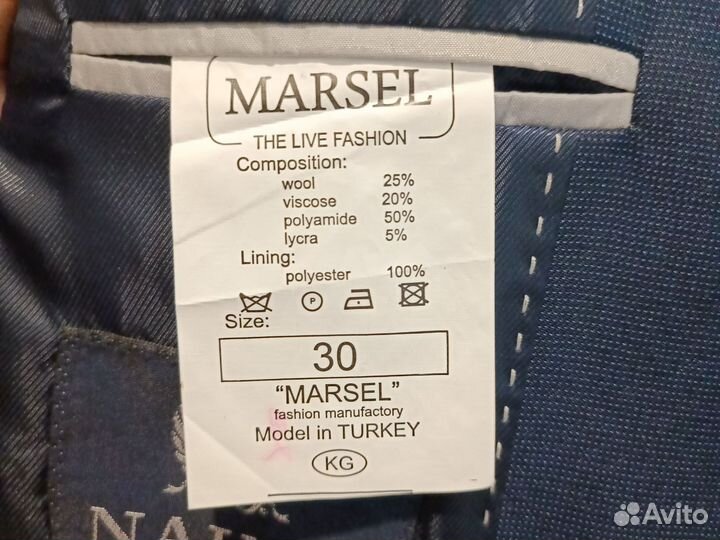 MARSEL
THE LIVE FASHION
Composition:
wool 25%
viscose 20%
polyamide 50%
lycra 5%
Lining:
polyester 100%
P
Size:
30
“MARSEL”
fashion manufactory
Model in TURKEY
KG
Avito